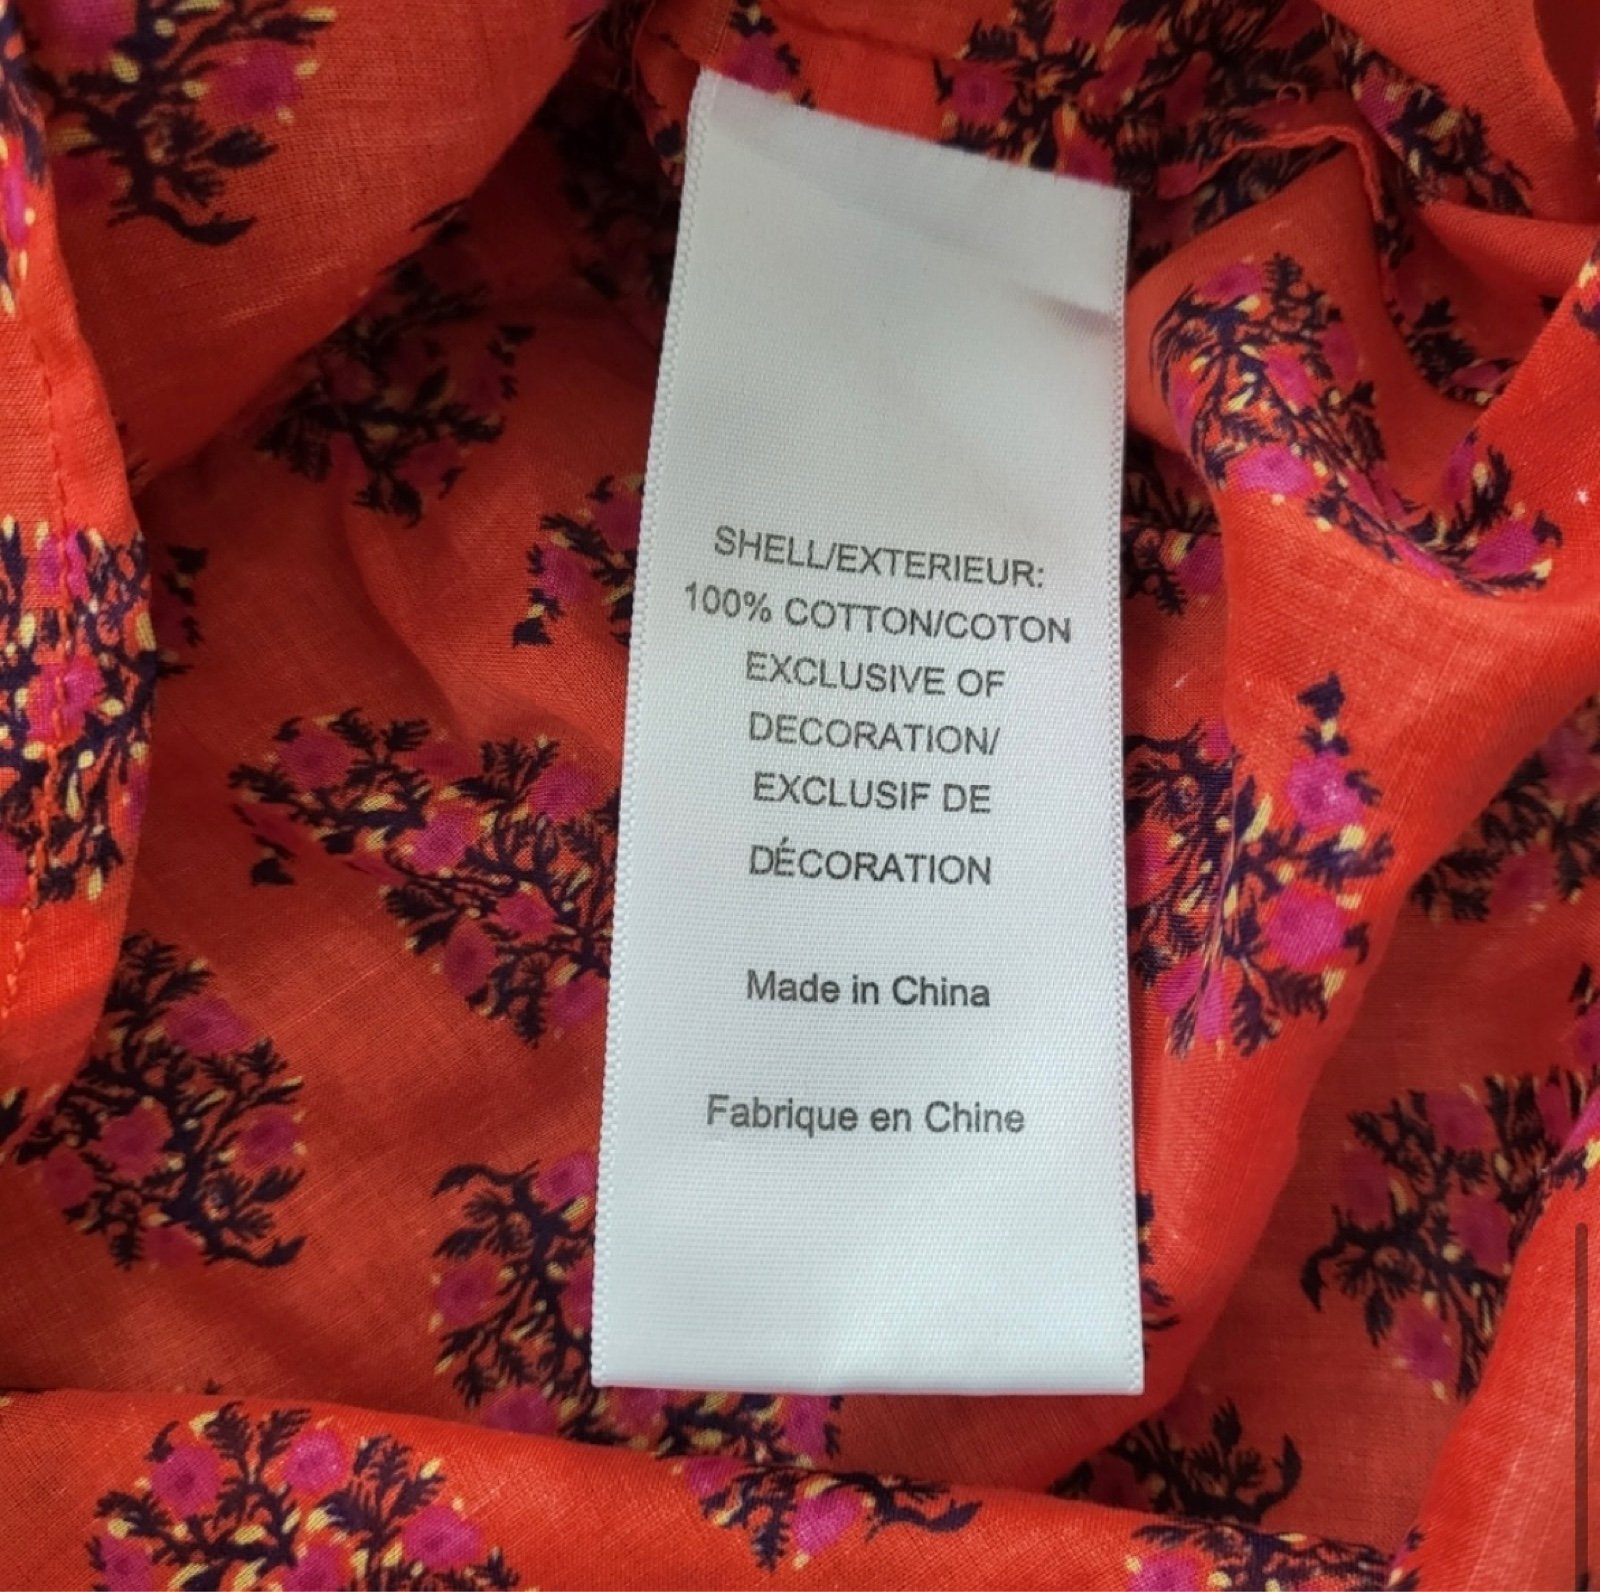 SHELL/EXTERIEUR:
100% COTTON/COTON
EXCLUSIVE OF
DECORATION/
EXCLUSIF DE
DÉCORATION
Made in China
Fabrique en Chine